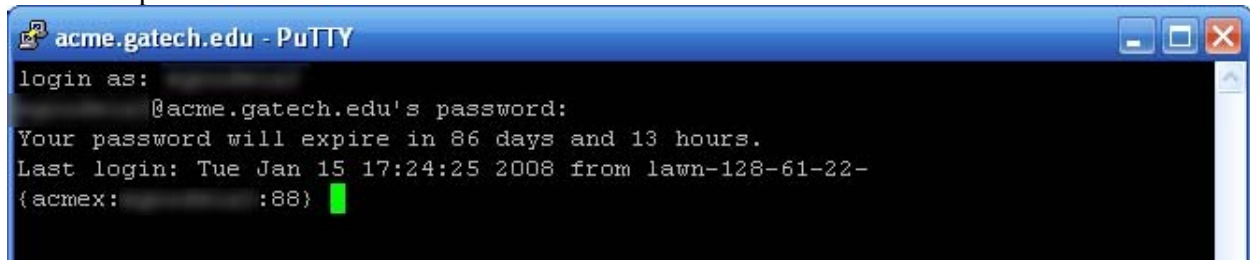 acme.gatech.edu - PuTTY
login as:
@acme.gatech.edu's password:
Your password will expire in 86 days and 13 hours.
Last login: Tue Jan 15 17:24:25 2008 from lawn-128-61-22-
{acmex: :88}